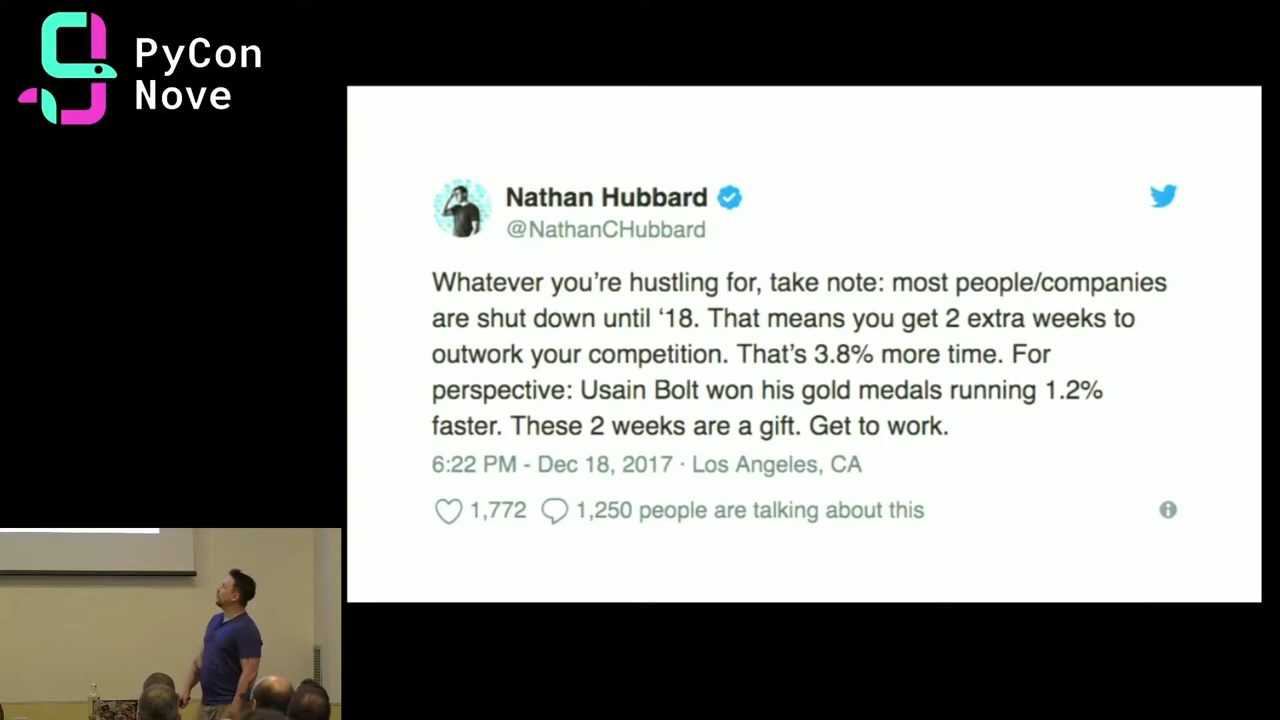 PyCon
Nove
Nathan Hubbard
@NathanCHubbard
Whatever you’re hustling for, take note: most people/companies
are shut down until ‘18. That means you get 2 extra weeks to
outwork your competition. That’s 3.8% more time. For
perspective: Usain Bolt won his gold medals running 1.2%
faster. These 2 weeks are a gift. Get to work.
6:22 PM - Dec 18, 2017 · Los Angeles, CA
1,772 1,250 people are talking about this